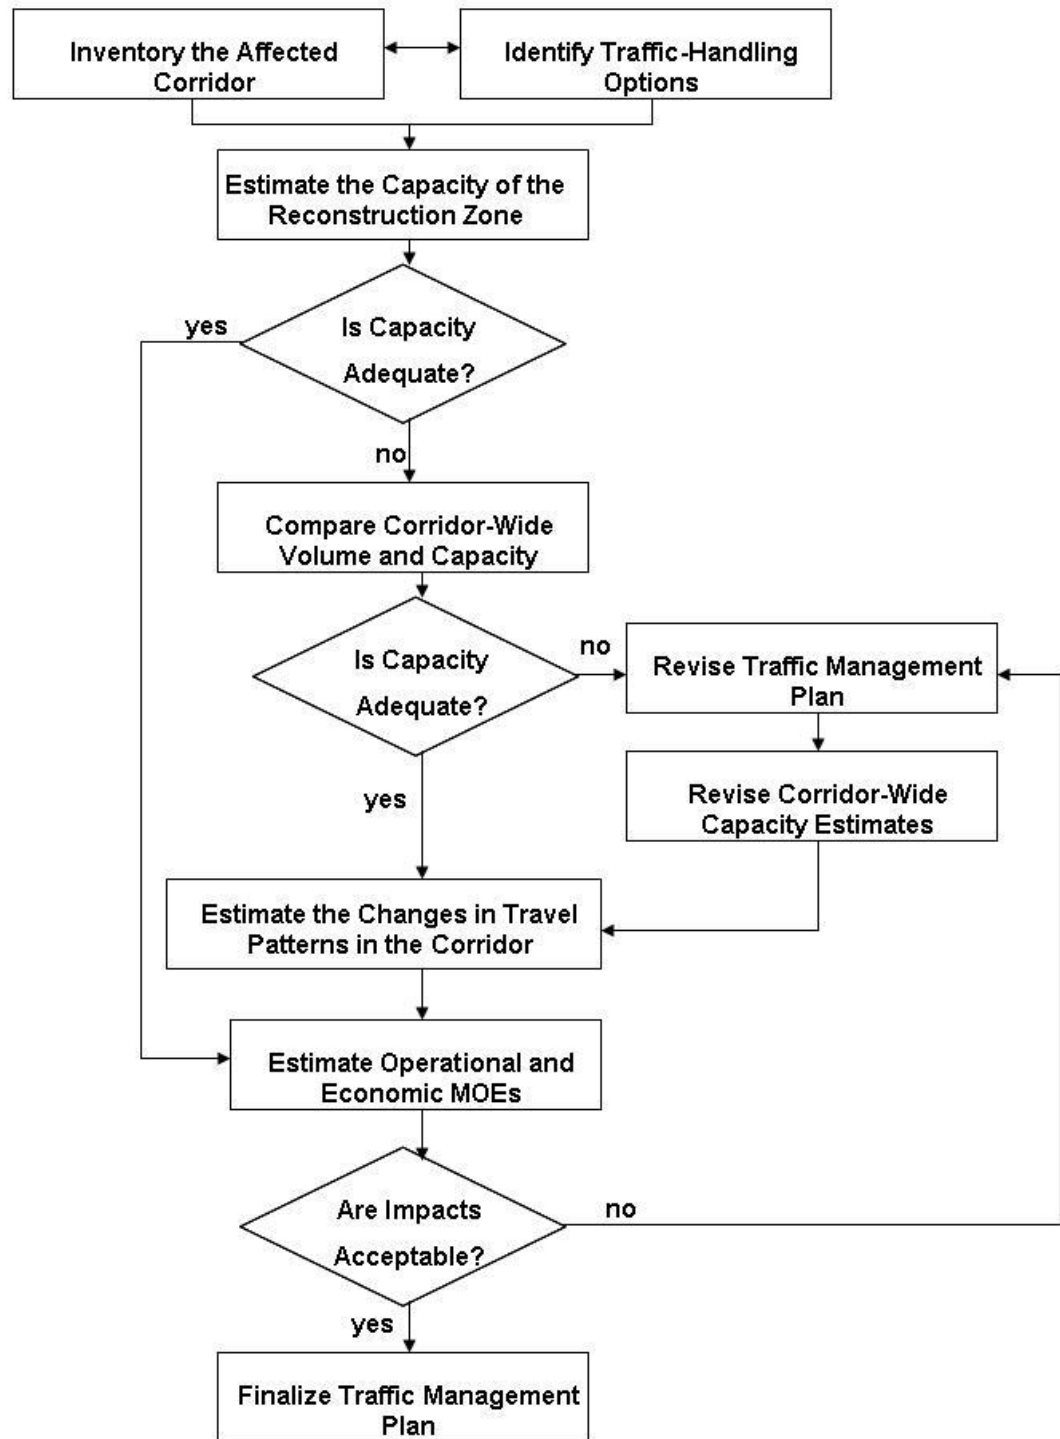 Inventory the Affected
Corridor
Identify Traffic-Handling
Options
Estimate the Capacity of the
Reconstruction Zone
yes
Is Capacity
Adequate?
no
Compare Corridor-Wide
Volume and Capacity
Is Capacity
Adequate?
no
Revise Traffic Management
Plan
yes
Revise Corridor-Wide
Capacity Estimates
Estimate the Changes in Travel
Patterns in the Corridor
Estimate Operational and
Economic MOEs
Are Impacts
Acceptable?
no
yes
Finalize Traffic Management
Plan